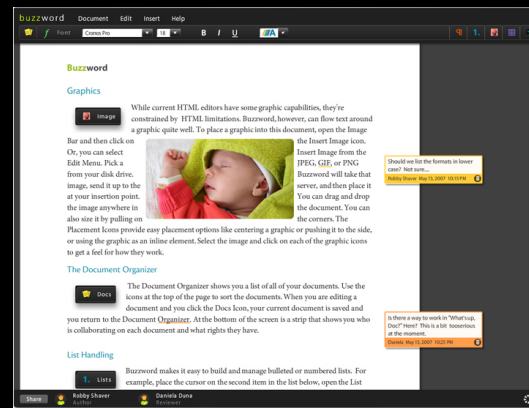 buzzword Document Edit Insert Help
Font Cronos Pro 18 B I U A
Buzzword
Graphics
Image
While current HTML editors have some graphic capabilities, they're
constrained by HTML limitations. Buzzword, however, can flow text around
a graphic quite well. To place a graphic into this document, open the Image
Bar and then click on the Insert Image icon.
Or, you can select Insert Image from the
Edit Menu. Pick a JPEG, GIF, or PNG
from your disk drive. Buzzword will take that
image, send it up to the server, and then place it
at your insertion point. You can drag and drop
the image anywhere in the document. You can
also size it by pulling on the corners. The
Placement Icons provide easy placement options like centering a graphic or pushing it to the side,
or using the graphic as an inline element. Select the image and click on each of the graphic icons
to get a feel for how they work.
Should we list the formats in lower
case? Not sure...
Robby Shaver May 13, 2007 10:15 PM
The Document Organizer
Docs
The Document Organizer shows you a list of all of your documents. Use the
icons at the top of the page to sort the documents. When you are editing a
document and you click the Docs Icon, your current document is saved and
you return to the Document Organizer. At the bottom of the screen is a strip that shows you who
is collaborating on each document and what rights they have.
Is there a way to work in "What'sup,
Doc?" Here? This is a bit tooserious
at the moment.
Daniela May 13, 2007 10:25 PM
List Handling
1. Lists
Buzzword makes it easy to build and manage bulleted or numbered lists. For
example, place the cursor on the second item in the list below, open the List
Share Robby Shaver Author Daniela Duna Reviewer